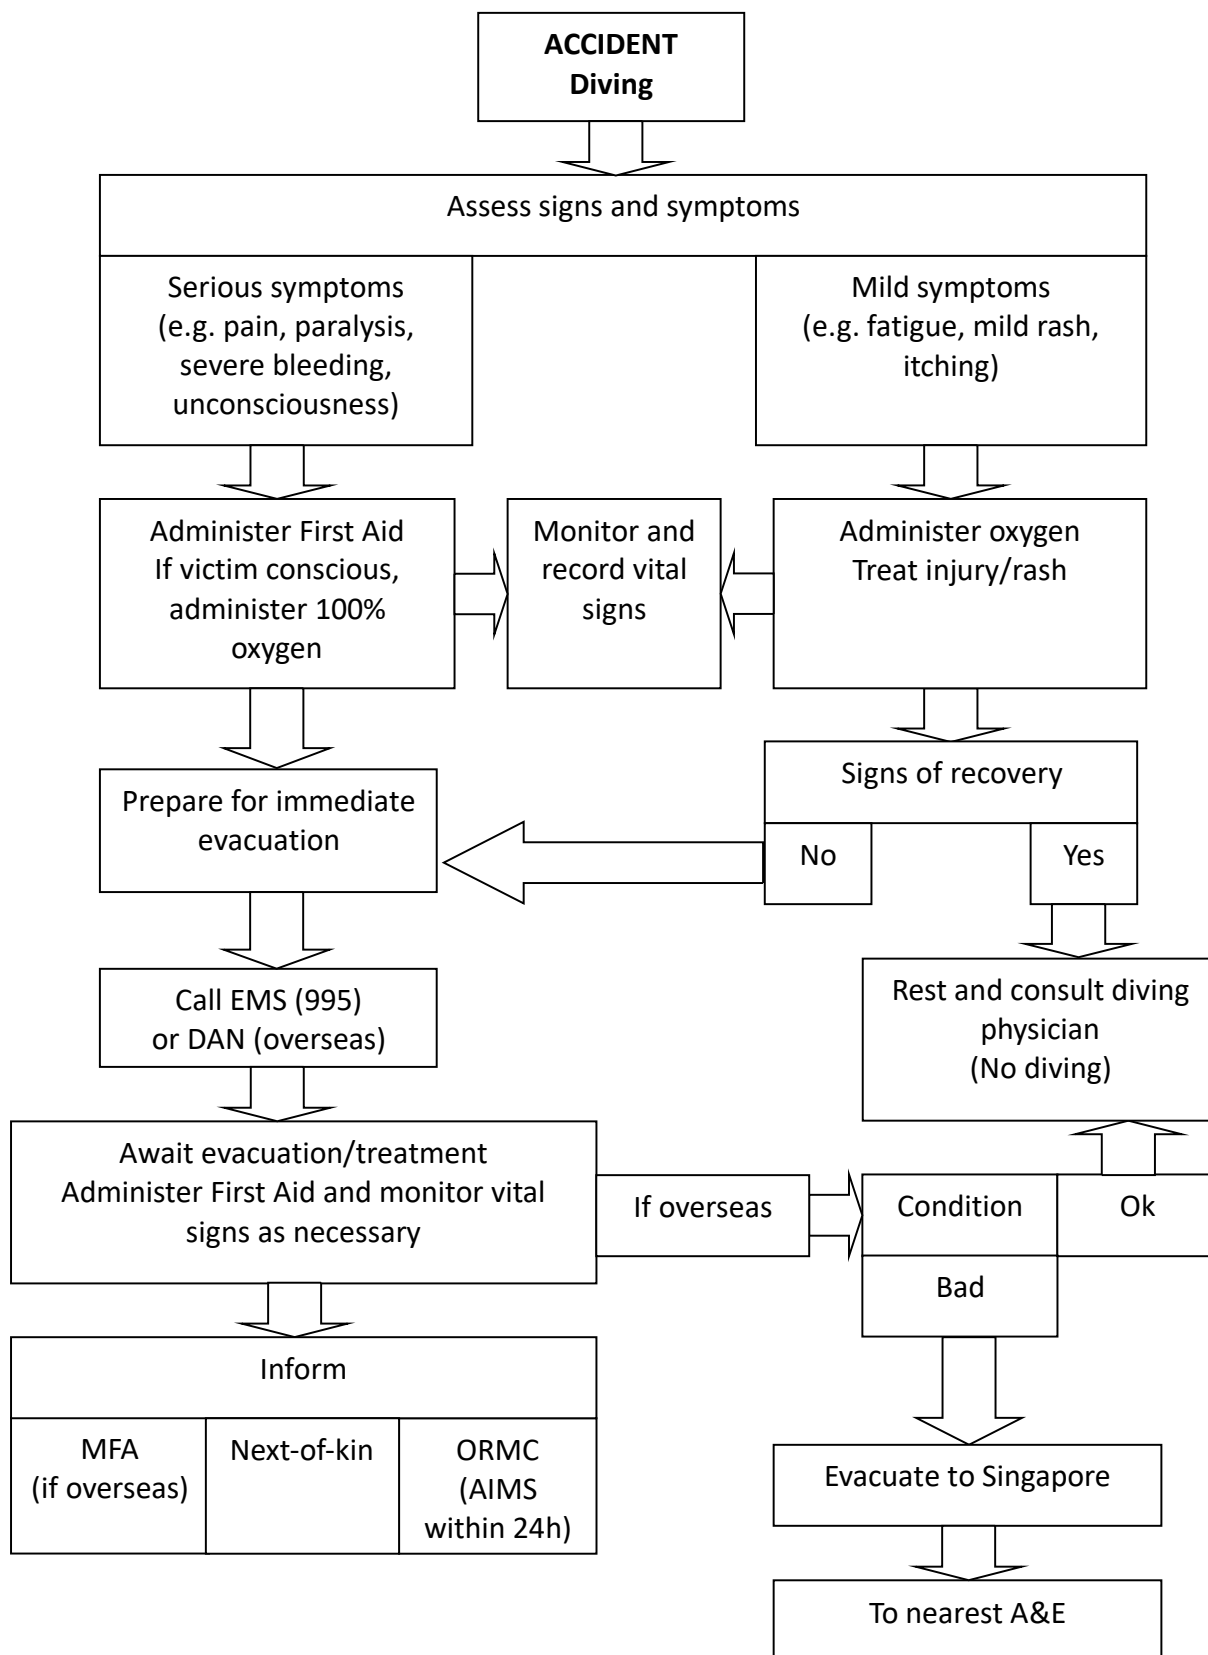 ACCIDENT
Diving
Assess signs and symptoms
Serious symptoms
(e.g. pain, paralysis,
severe bleeding,
unconsciousness)
Mild symptoms
(e.g. fatigue, mild rash,
itching)
Administer First Aid
If victim conscious,
administer 100%
oxygen
Monitor and
record vital
signs
Administer oxygen
Treat injury/rash
Signs of recovery
No
Yes
Prepare for immediate
evacuation
Call EMS (995)
or DAN (overseas)
Rest and consult diving
physician
(No diving)
Await evacuation/treatment
Administer First Aid and monitor vital
signs as necessary
If overseas
Condition
Ok
Bad
Inform
MFA
(if overseas)
Next-of-kin
ORMC
(AIMS
within 24h)
Evacuate to Singapore
To nearest A&E